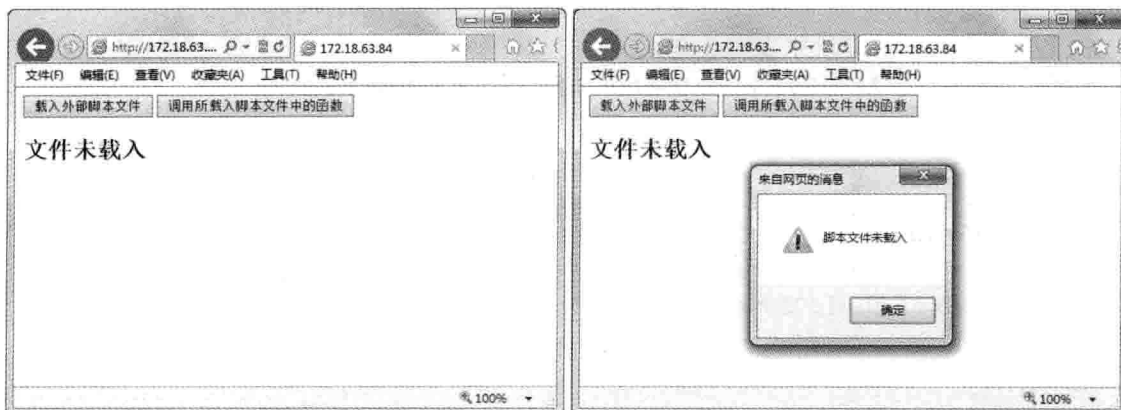 http://172.18.63.... 172.18.63.84
文件(F) 编辑(E) 查看(V) 收藏夹(A) 工具(T) 帮助(H)
载入外部脚本文件 调用所载入脚本文件中的函数
文件未载入
100%
http://172.18.63.... 172.18.63.84
文件(F) 编辑(E) 查看(V) 收藏夹(A) 工具(T) 帮助(H)
载入外部脚本文件 调用所载入脚本文件中的函数
文件未载入
来自网页的消息
脚本文件未载入
确定
100%